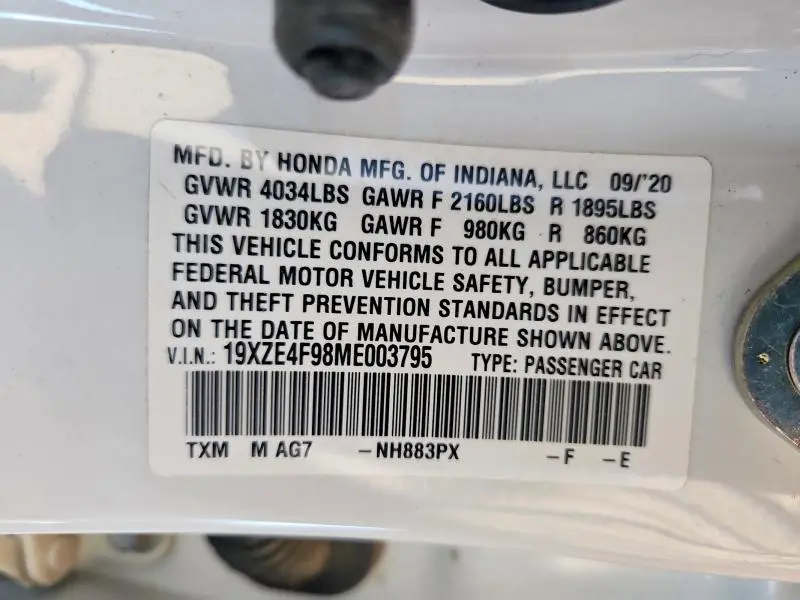 MFD. BY HONDA MFG. OF INDIANA, LLC 09/'20
GVWR 4034LBS GAWR F 2160LBS R 1895LBS
GVWR 1830KG GAWR F 980KG R 860KG
THIS VEHICLE CONFORMS TO ALL APPLICABLE
FEDERAL MOTOR VEHICLE SAFETY, BUMPER,
AND THEFT PREVENTION STANDARDS IN EFFECT
ON THE DATE OF MANUFACTURE SHOWN ABOVE.
V.I.N.: 19XZE4F98ME003795 TYPE: PASSENGER CAR
TXM M AG7 -NH883PX -F -E